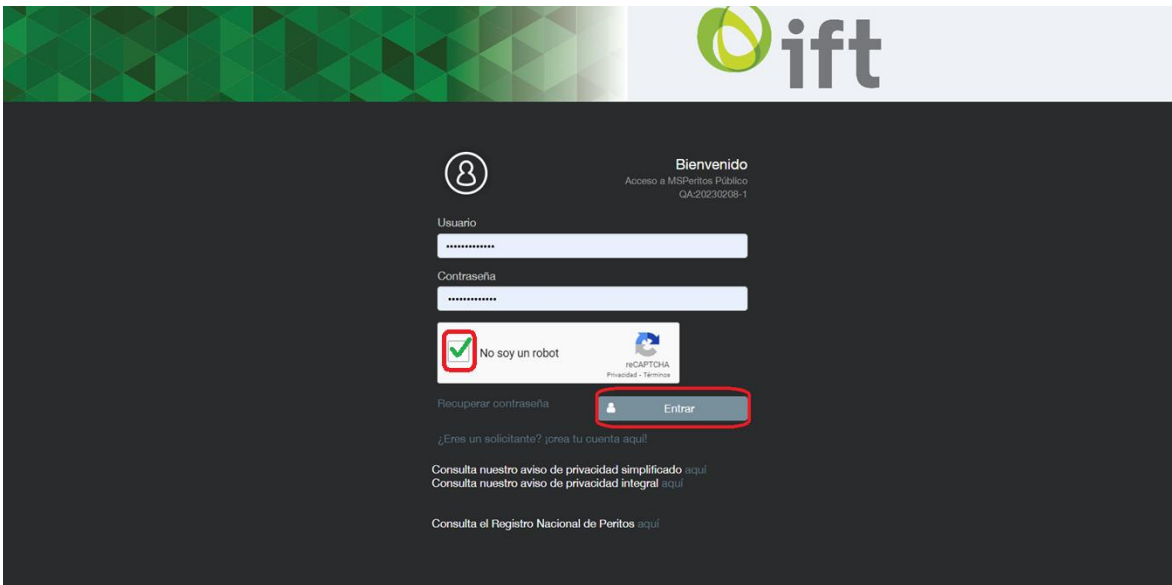 ift
Bienvenido
Acceso a MSPeritos Público
QA:20230208-1
Usuario
•••••••••••••
Contraseña
•••••••••••••
No soy un robot
reCAPTCHA
Privacidad - Términos
Recuperar contraseña
Entrar
¿Eres un solicitante? ¡crea tu cuenta aquí!
Consulta nuestro aviso de privacidad simplificado aquí
Consulta nuestro aviso de privacidad integral aquí
Consulta el Registro Nacional de Peritos aquí